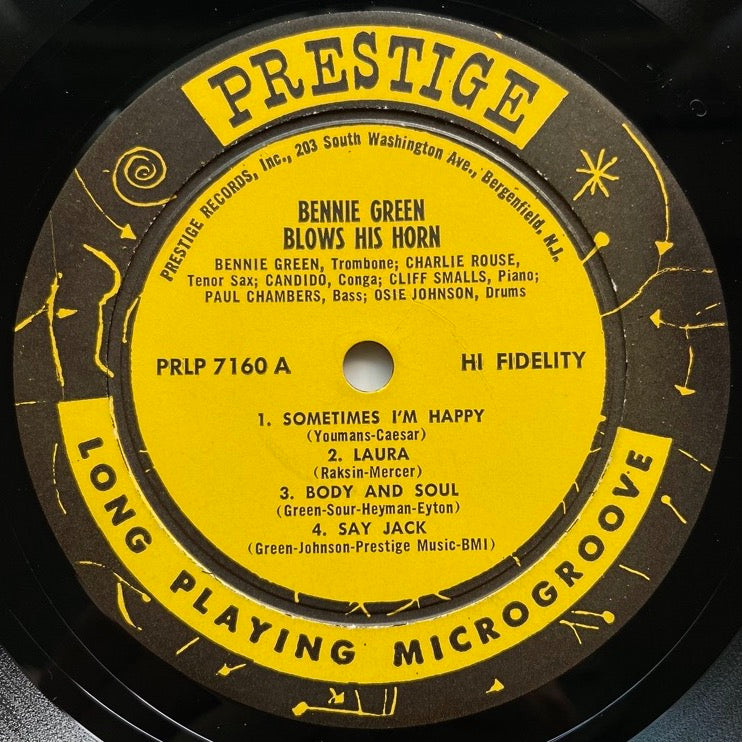 PRESTIGE
PRESTIGE RECORDS, Inc., 203 South Washington Ave., Bergenfield, N.J.
BENNIE GREEN
BLOWS HIS HORN
BENNIE GREEN, Trombone; CHARLIE ROUSE,
Tenor Sax; CANDIDO, Conga; CLIFF SMALLS, Piano;
PAUL CHAMBERS, Bass; OSIE JOHNSON, Drums
PRLP 7160 A HI FIDELITY
1. SOMETIMES I'M HAPPY
(Youmans-Caesar)
2. LAURA
(Raksin-Mercer)
3. BODY AND SOUL
(Green-Sour-Heyman-Eyton)
4. SAY JACK
(Green-Johnson-Prestige Music-BMI)
LONG PLAYING MICROGROOVE